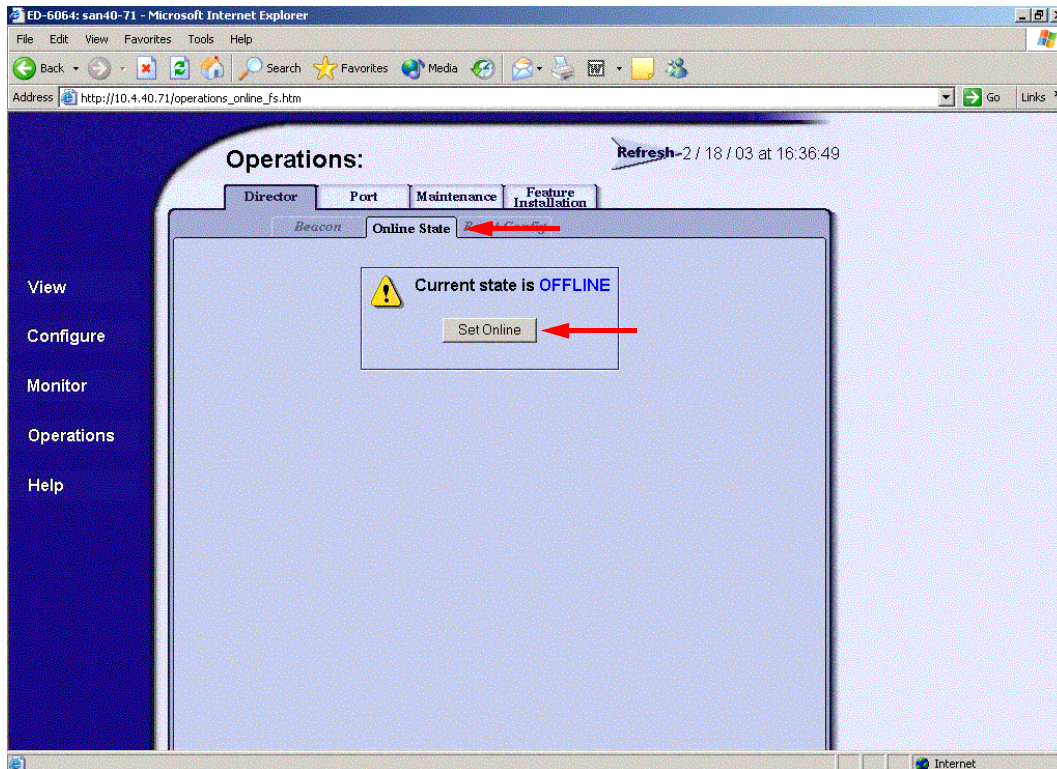 ED-6064: san40-71 - Microsoft Internet Explorer
File Edit View Favorites Tools Help
Back Search Favorites Media
Address http://10.4.40.71/operations_online_fs.htm Go Links
Operations:
Refresh-2 / 18 / 03 at 16:36:49
Director Port Maintenance Feature Installation
Beacon Online State Config
View
Configure
Monitor
Operations
Help
Current state is OFFLINE
Set Online
Internet